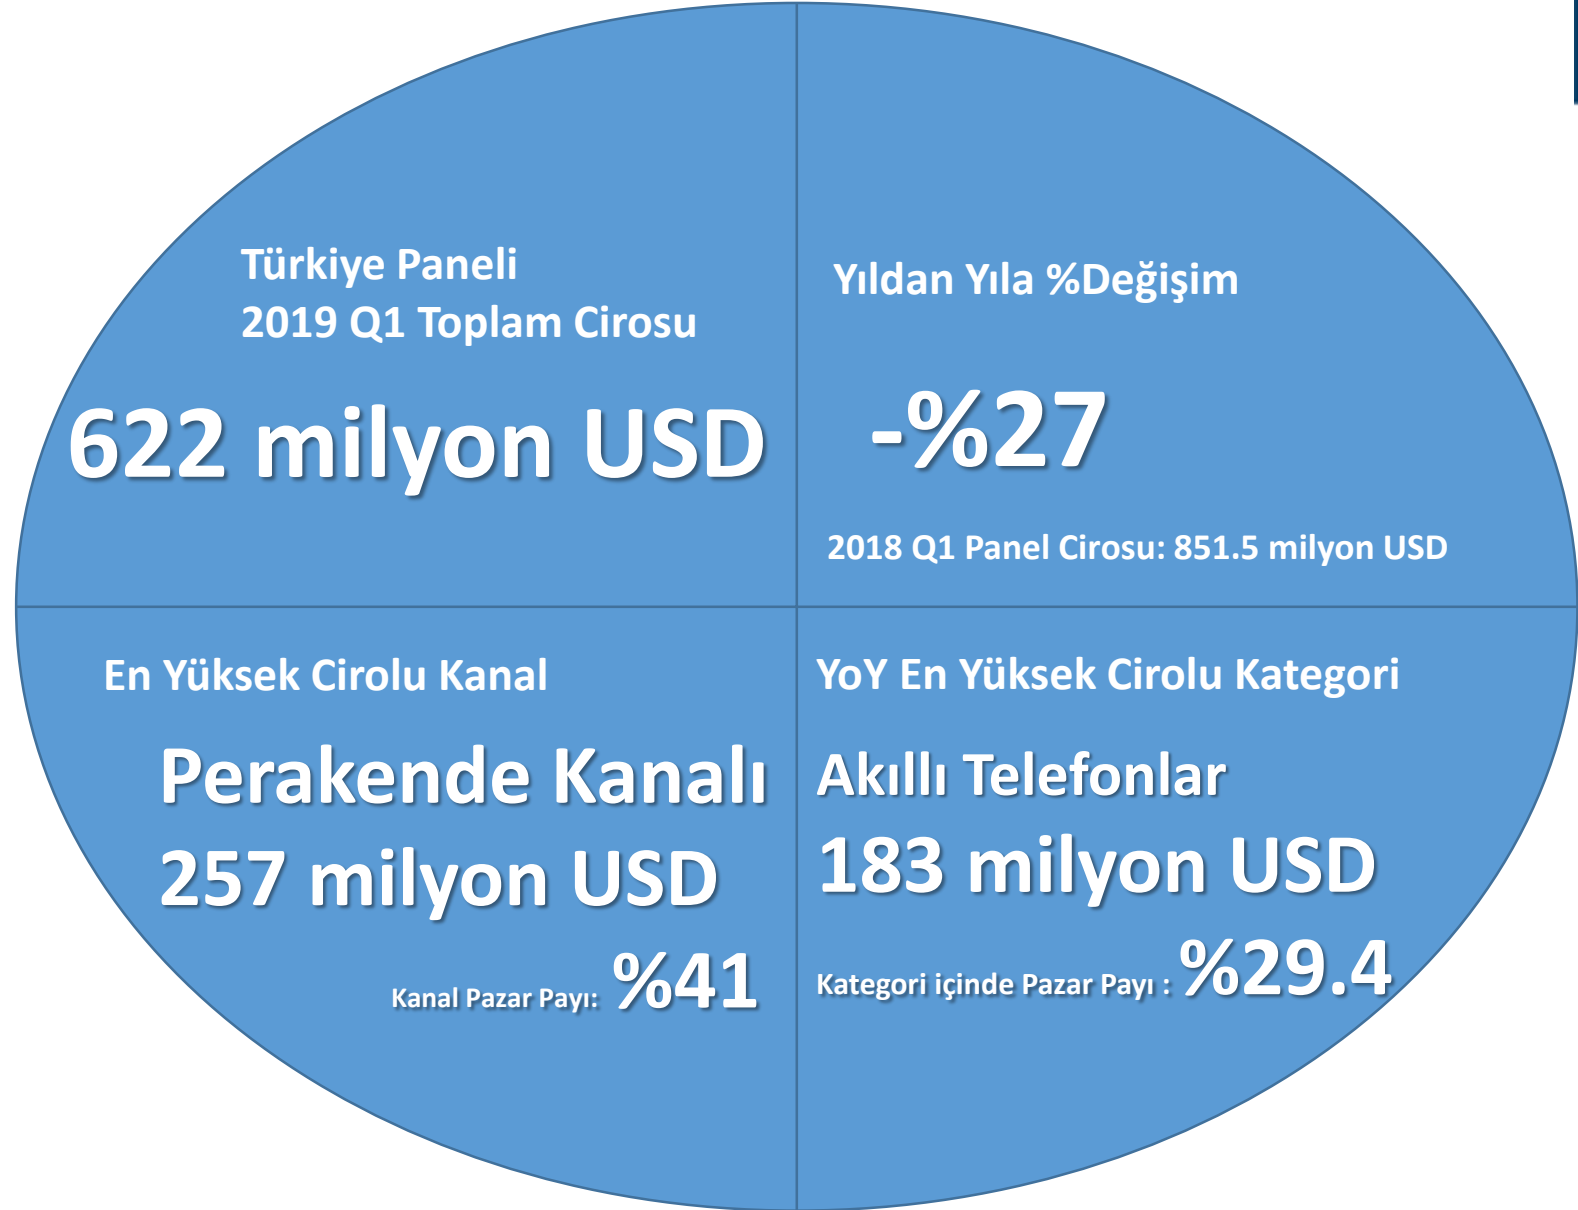 Türkiye Paneli
2019 Q1 Toplam Cirosu
622 milyon USD
Yıldan Yıla %Değişim
-%27
2018 Q1 Panel Cirosu: 851.5 milyon USD
En Yüksek Cirolu Kanal
Perakende Kanalı
257 milyon USD
Kanal Pazar Payı: %41
YoY En Yüksek Cirolu Kategori
Akıllı Telefonlar
183 milyon USD
Kategori içinde Pazar Payı : %29.4